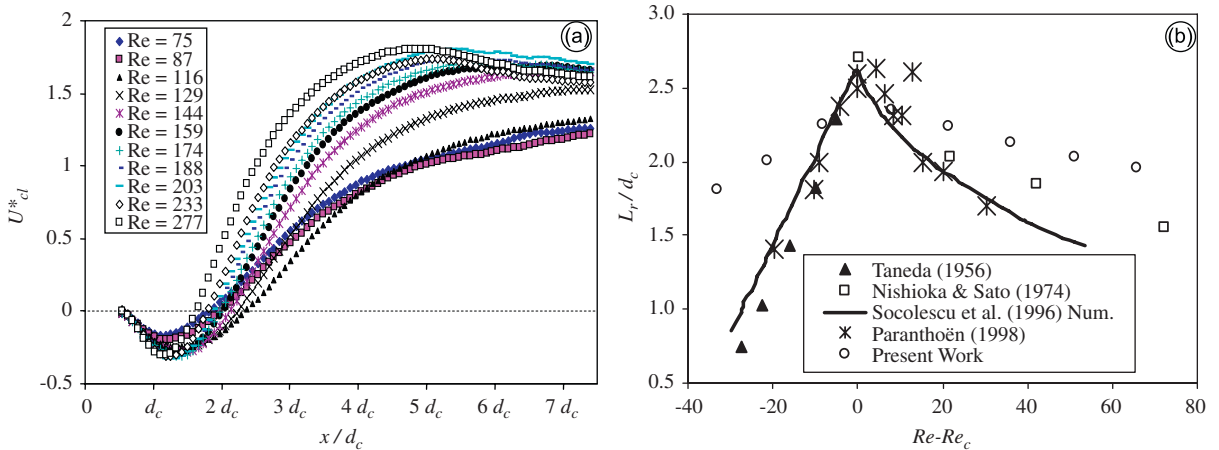 2
1.5
1
0.5
0
-0.5
U*cl
Re = 75
Re = 87
Re = 116
Re = 129
Re = 144
Re = 159
Re = 174
Re = 188
Re = 203
Re = 233
Re = 277
(a)
0 dc 2 dc 3 dc 4 dc 5 dc 6 dc 7 dc
x / dc
3.0
2.5
2.0
1.5
1.0
0.5
Lr / dc
(b)
Taneda (1956)
Nishioka & Sato (1974)
Socolescu et al. (1996) Num.
Paranthoën (1998)
Present Work
-40 -20 0 20 40 60 80
Re-Rec